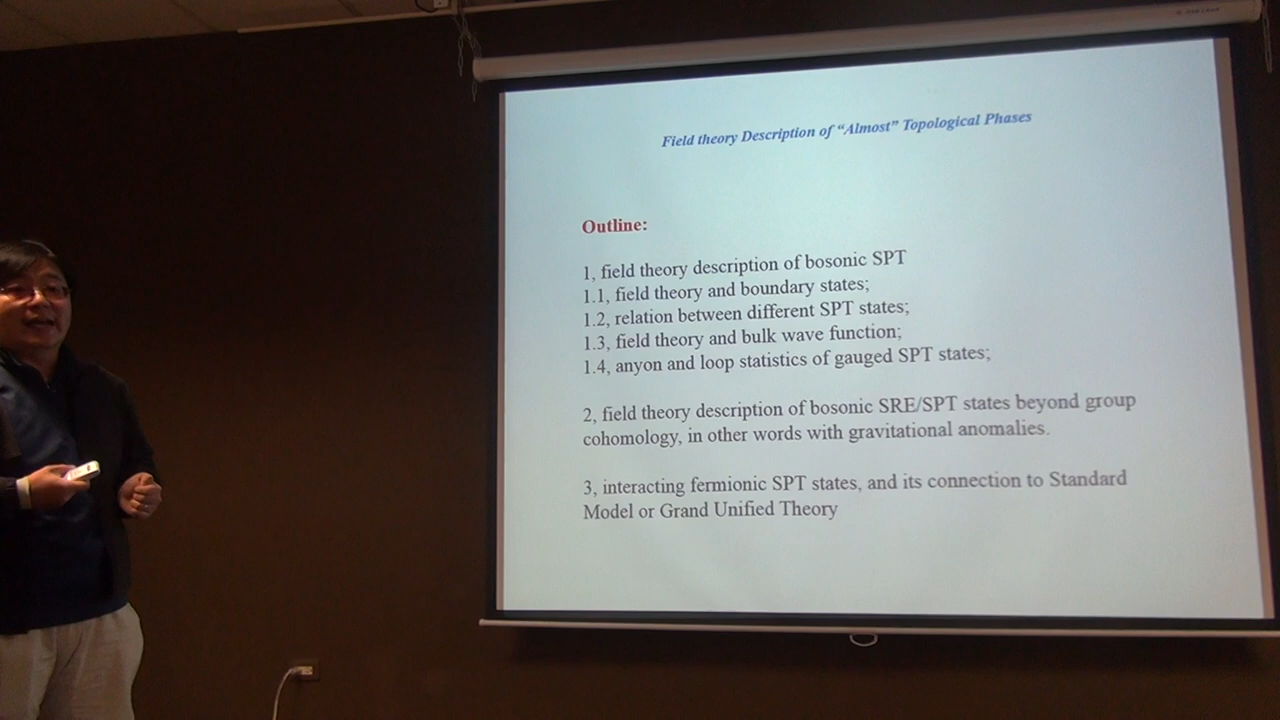 Field theory Description of “Almost” Topological Phases
Outline:
1, field theory description of bosonic SPT
1.1, field theory and boundary states;
1.2, relation between different SPT states;
1.3, field theory and bulk wave function;
1.4, anyon and loop statistics of gauged SPT states;
2, field theory description of bosonic SRE/SPT states beyond group
cohomology, in other words with gravitational anomalies.
3, interacting fermionic SPT states, and its connection to Standard
Model or Grand Unified Theory